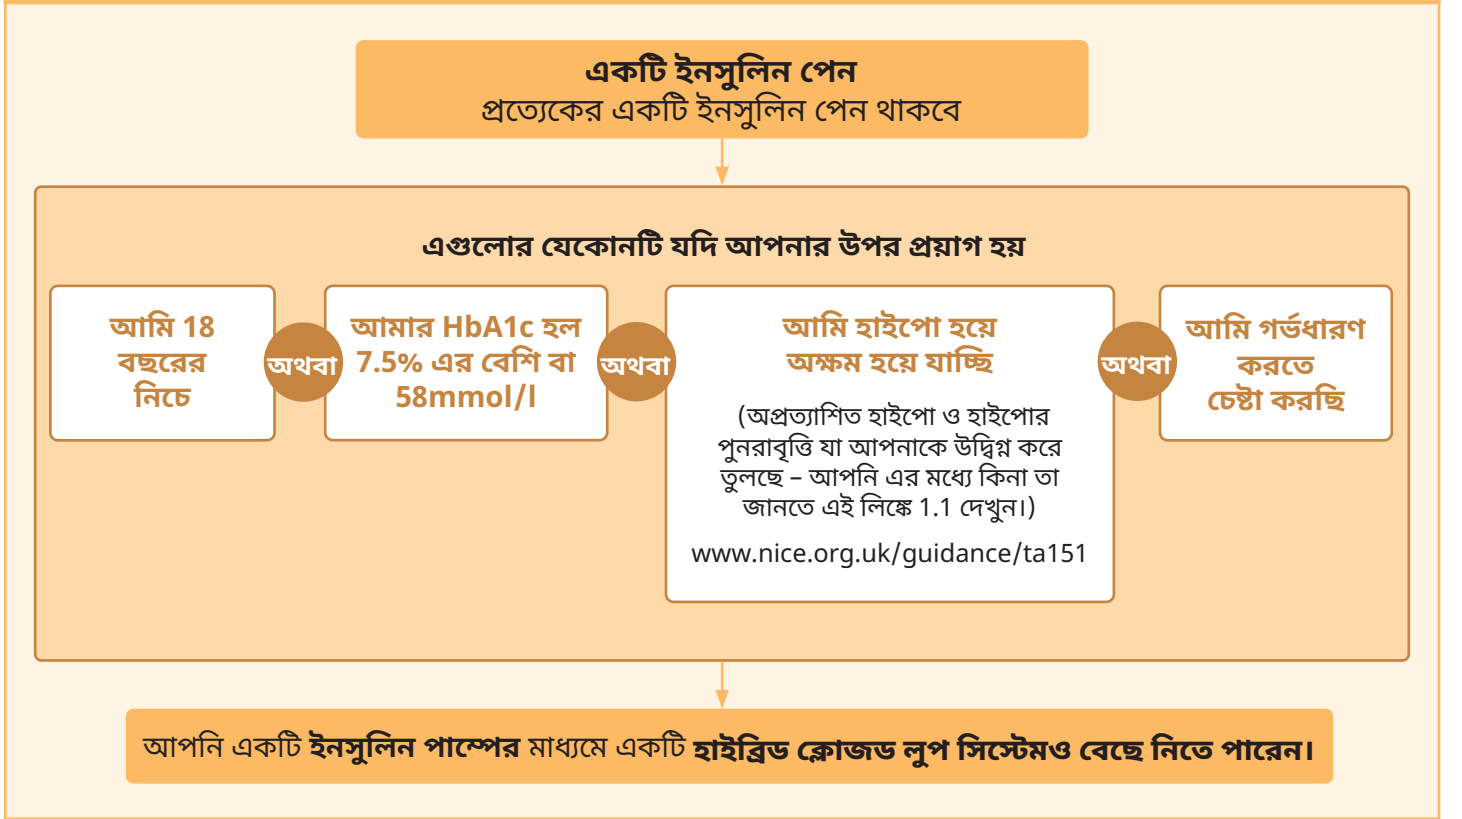 একটি ইনসুলিন পেন
প্রত্যেকের একটি ইনসুলিন পেন থাকবে
এগুলোর যেকোনটি যদি আপনার উপর প্রয়াগ হয়
আমি 18
বছরের
নিচে
অথবা
আমার HbA1c হল
7.5% এর বেশি বা
58mmol/l
অথবা
আমি হাইপো হয়ে
অক্ষম হয়ে যাচ্ছি
(অপ্রত্যাশিত হাইপো ও হাইপোর
পুনরাবৃত্তি যা আপনাকে উদ্বিগ্ন করে
তুলছে – আপনি এর মধ্যে কিনা তা
জানতে এই লিঙ্কে 1.1 দেখুন।)
www.nice.org.uk/guidance/ta151
অথবা
আমি গর্ভধারণ
করতে
চেষ্টা করছি
আপনি একটি ইনসুলিন পাম্পের মাধ্যমে একটি হাইব্রিড ক্লোজড লুপ সিস্টেমও বেছে নিতে পারেন।